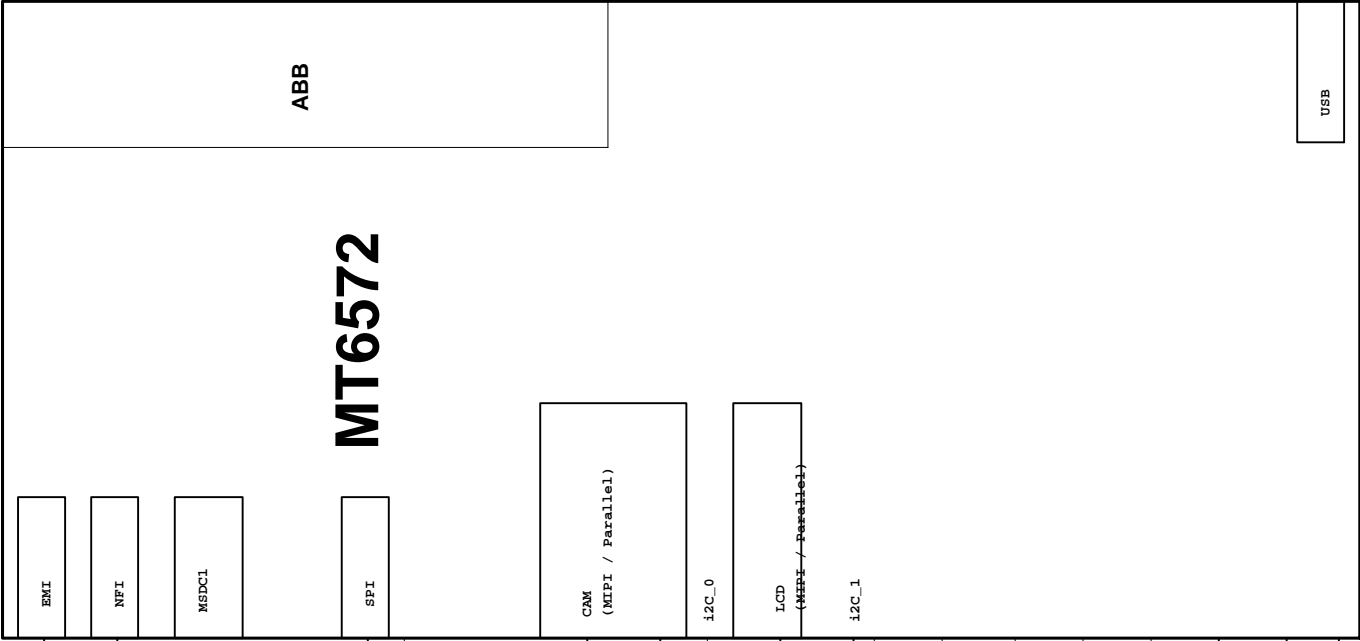 ABB
USB
MT6572
EMI
NFI
MSDC1
SPI
CAM
(MIPI / Parallel)
i2C_0
LCD
(MIPI / Parallel)
i2C_1